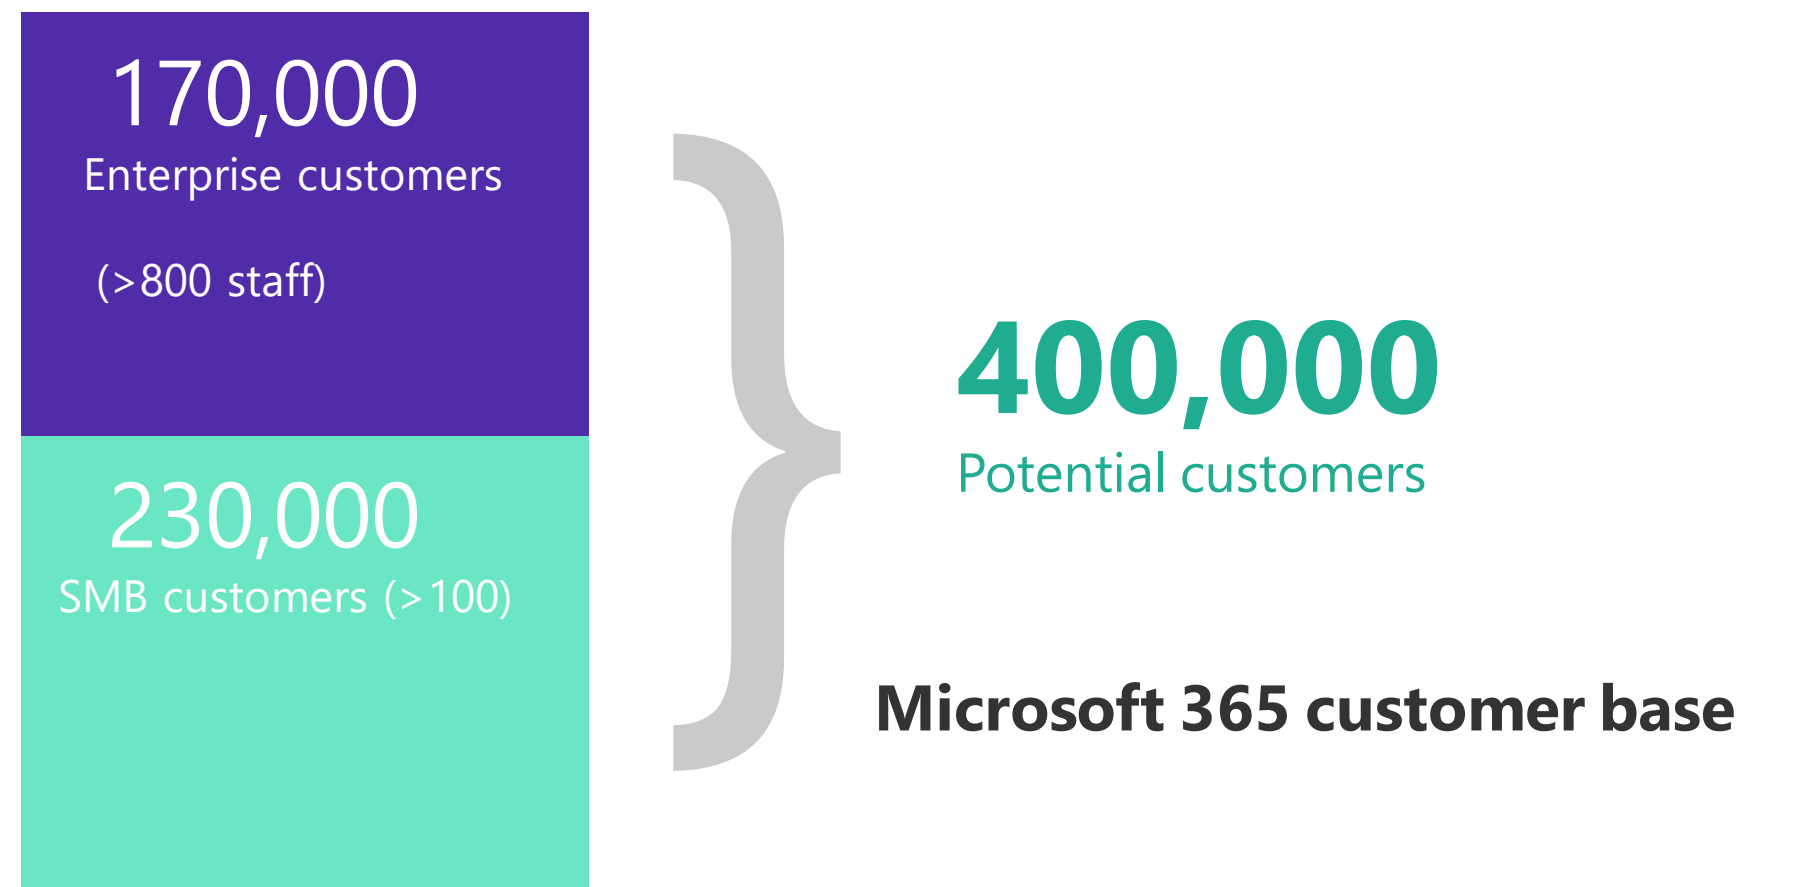 170,000
Enterprise customers
(>800 staff)
230,000
SMB customers (>100)
400,000
Potential customers
Microsoft 365 customer base